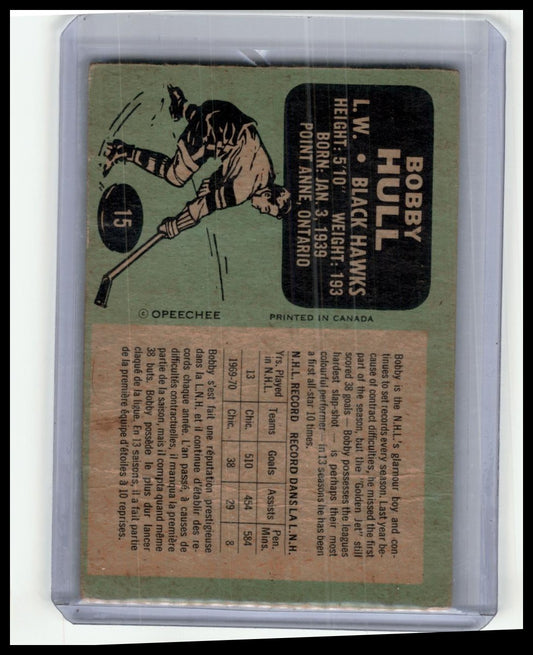 BOBBY
HULL
L.W. • BLACK HAWKS
HEIGHT: 5'10" WEIGHT: 193
BORN: JAN. 3, 1939
POINT ANNE, ONTARIO
15
© OPEECHEE
PRINTED IN CANADA
Bobby is the N.H.L.'s glamour boy and con-
tinues to set records every season. Last year be-
cause of contract difficulties, he missed the first
part of the season, but the "Golden Jet" still
scored 38 goals — Bobby possesses the leagues
hardest slap-shot — is perhaps their most
colourful performer — in 13 seasons he has been
a first all-star 10 times.
N.H.L. RECORD RECORD DANS LA L.N.H.
Yrs. Played Teams Goals Assists Pen.
in N.H.L. Mins.
13 Chic. 510 454 584
1969-70 Chic. 38 29 8
Bobby s'est fait une réputation prestigieuse
dans la L.N.H. et il continue d'établir des re-
cords chaque année. L'an passé, à causes de
difficultés contractuelles, il manqua la première
partie de la saison, mais il compta quand même
38 buts. Bobby possède le plus dur lancer
claqué de la ligue. En 13 saisons, il a fait partie
de la première équipe d'étoiles à 10 reprises.